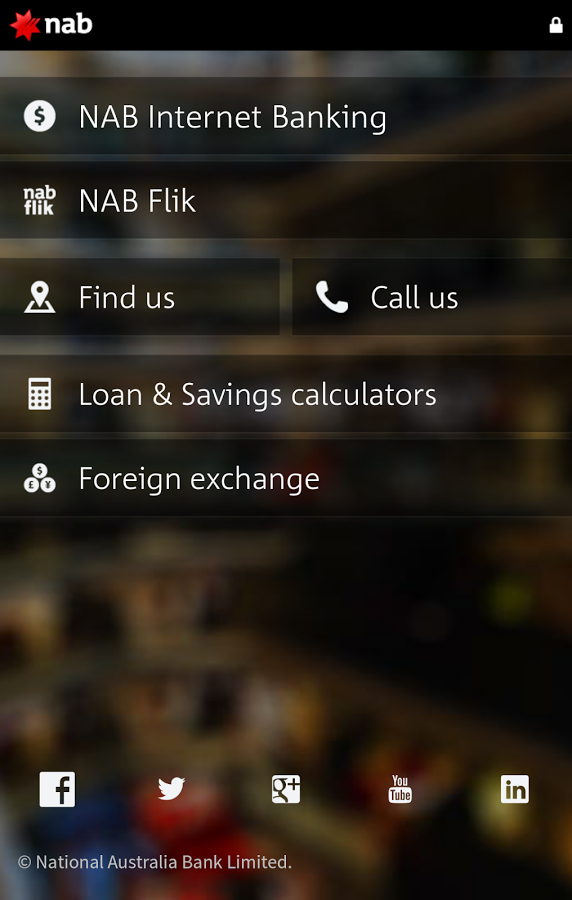 nab
NAB Internet Banking
nab
flik
NAB Flik
Find us
Call us
Loan & Savings calculators
Foreign exchange
f
g+
You
Tube
in
© National Australia Bank Limited.